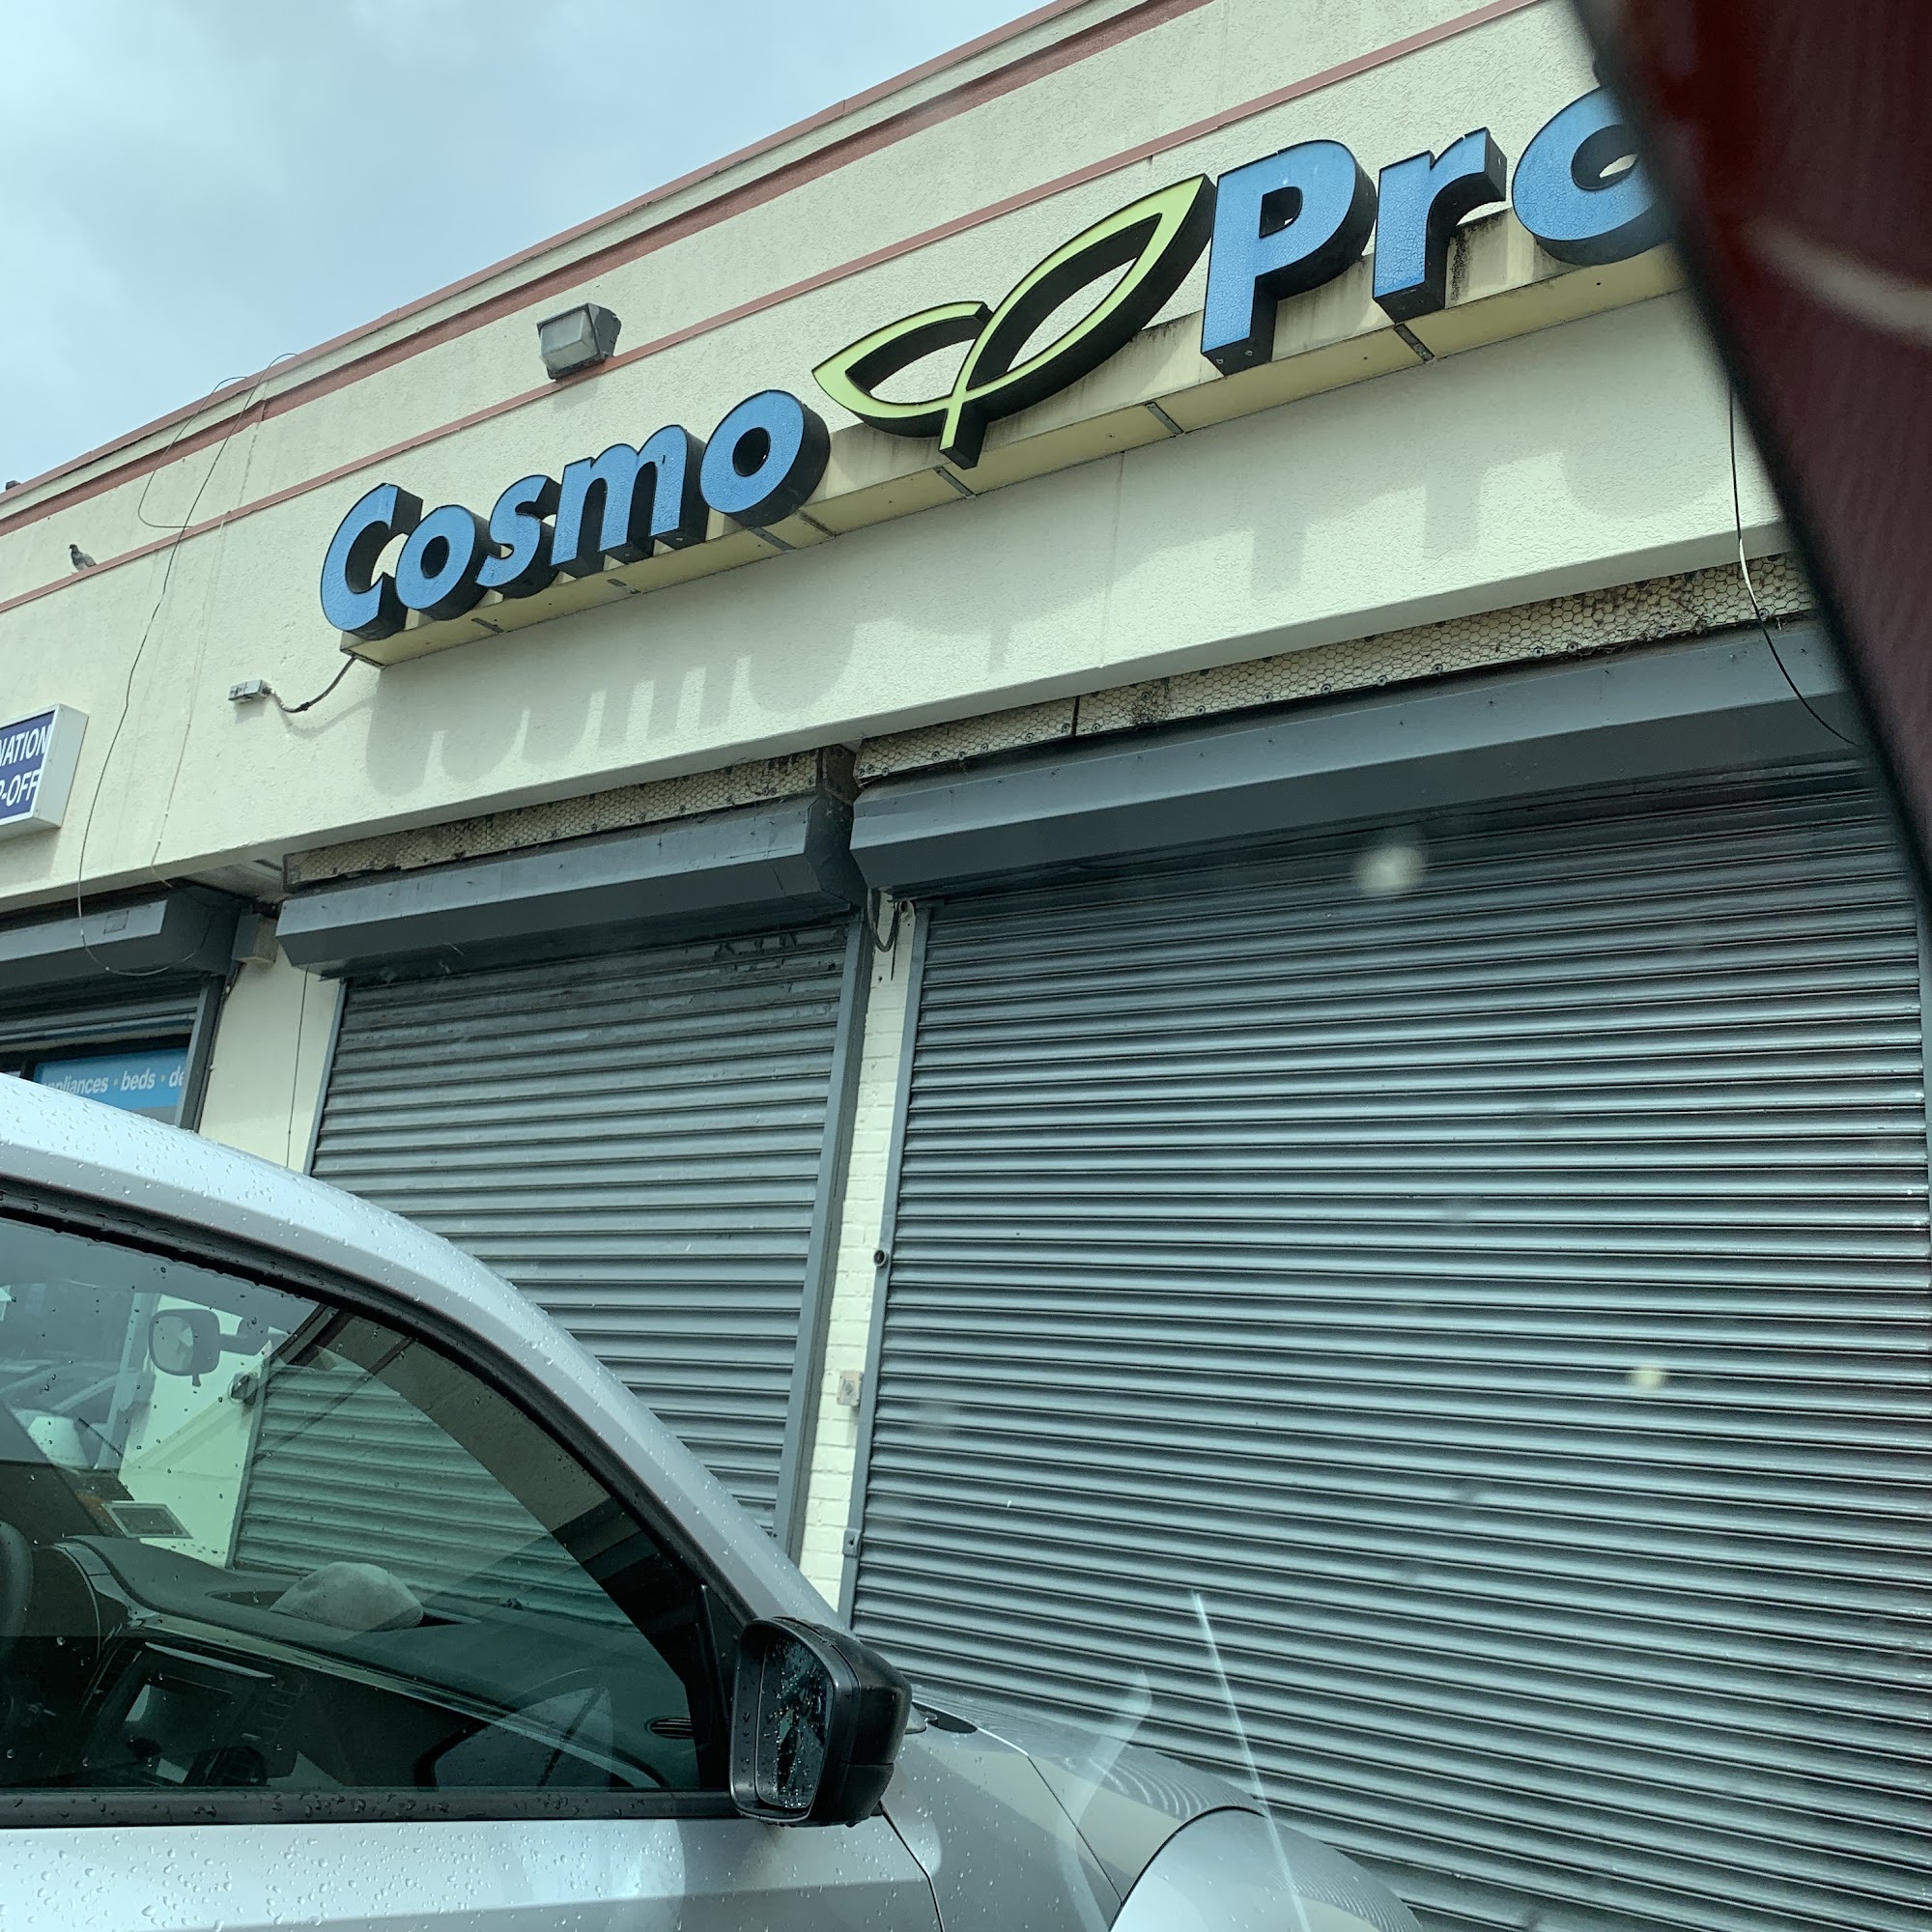 Cosmo Pro
NATION
P-OFF
appliances • beds • de